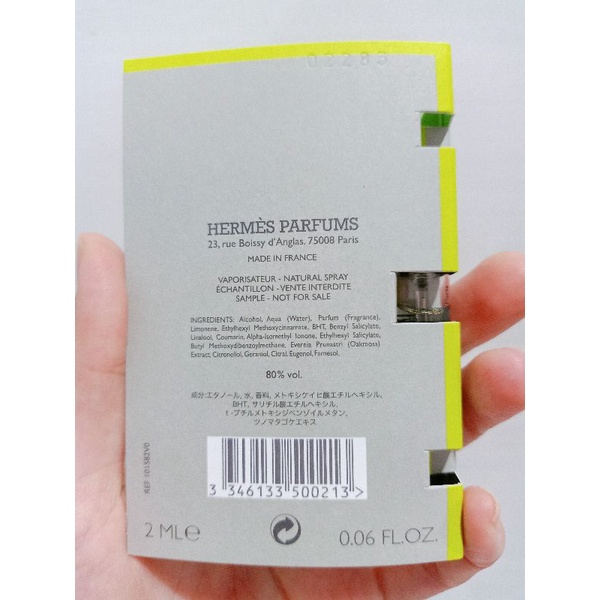 02285
HERMÈS PARFUMS
23, rue Boissy d'Anglas. 75008 Paris
MADE IN FRANCE
VAPORISATEUR - NATURAL SPRAY
ÉCHANTILLON - VENTE INTERDITE
SAMPLE - NOT FOR SALE
INGREDIENTS: Alcohol, Aqua (Water), Parfum (Fragrance),
Limonene, Ethylhexyl Methoxycinnamate, BHT, Benzyl Salicylate,
Linalool, Coumarin, Alpha-Isomethyl Ionone, Ethylhexyl Salicylate,
Butyl Methoxydibenzoylmethane, Evernia Prunastri (Oakmoss)
Extract, Citronellol, Geraniol, Citral, Eugenol, Farnesol.
80% vol.
成分:エタノール, 水, 香料, メトキシケイヒ酸エチルヘキシル,
BHT, サリチル酸エチルヘキシル,
t - ブチルメトキシジベンゾイルメタン,
ツノマタゴケエキス
REF 101582V0
3 346133 500213 >
2 ML℮
0.06 FL.OZ.